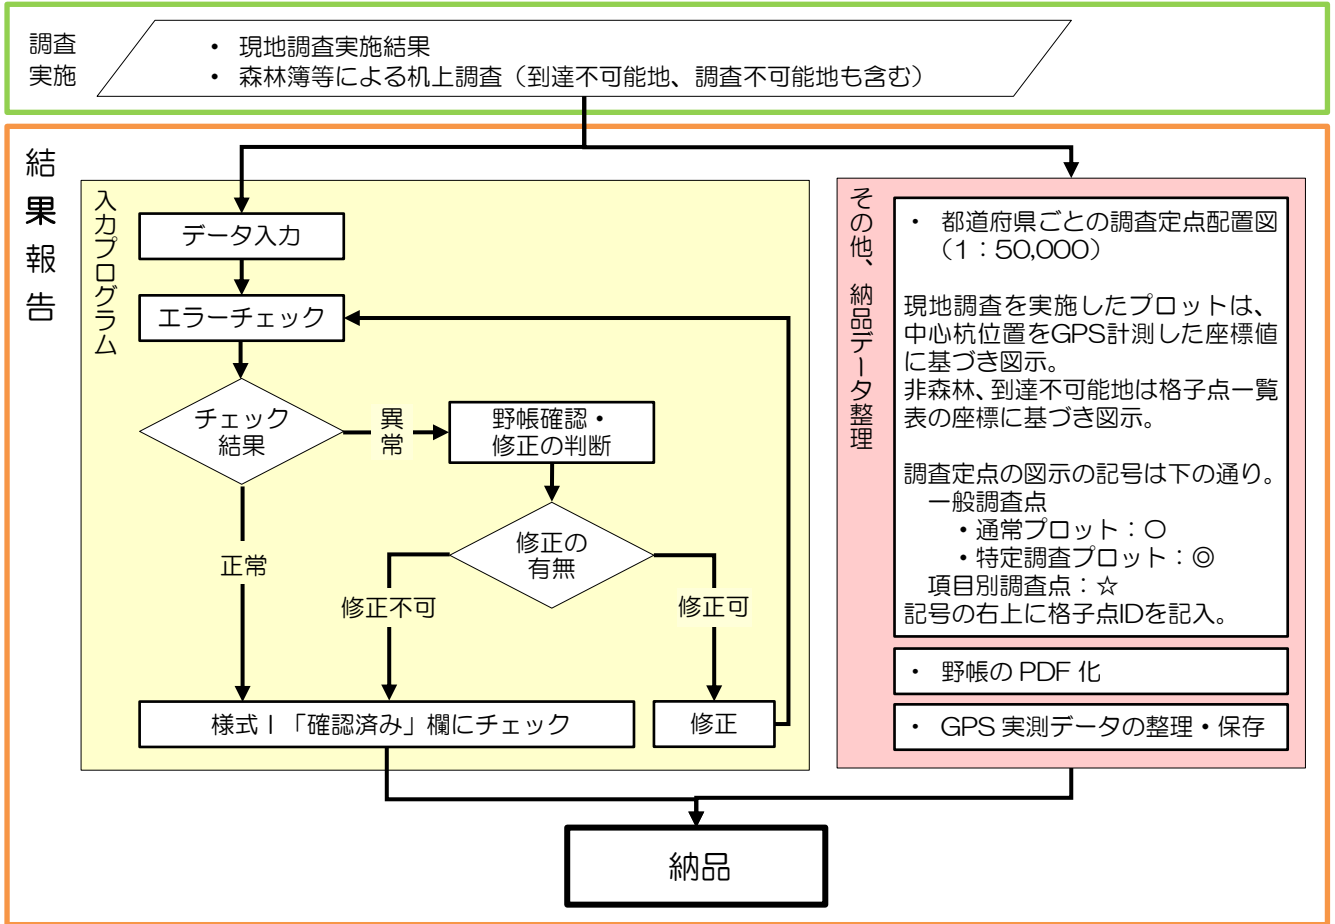 調査
実施
・ 現地調査実施結果
・ 森林簿等による机上調査（到達不可能地、調査不可能地も含む）
結果報告
入力プログラム
データ入力
エラーチェック
チェック
結果
異常
野帳確認・
修正の判断
正常
修正の
有無
修正不可
修正可
様式Ⅰ「確認済み」欄にチェック
修正
その他、納品データ整理
・ 都道府県ごとの調査定点配置図
（1：50,000）
現地調査を実施したプロットは、
中心杭位置をGPS計測した座標値
に基づき図示。
非森林、到達不可能地は格子点一覧
表の座標に基づき図示。
調査定点の図示の記号は下の通り。
一般調査点
・通常プロット：〇
・特定調査プロット：◎
項目別調査点：☆
記号の右上に格子点IDを記入。
・ 野帳の PDF 化
・ GPS 実測データの整理・保存
納品